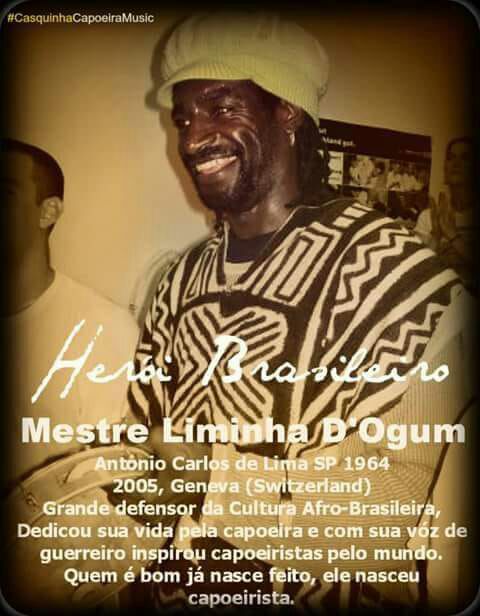 #CasquinhaCapoeiraMusic
Herói Brasileiro
Mestre Liminha D'Ogum
Antonio Carlos de Lima SP 1964
2005, Geneva (Switzerland)
Grande defensor da Cultura Afro-Brasileira,
Dedicou sua vida pela capoeira e com sua vóz de
guerreiro inspirou capoeiristas pelo mundo.
Quem é bom já nasce feito, ele nasceu
capoeirista.